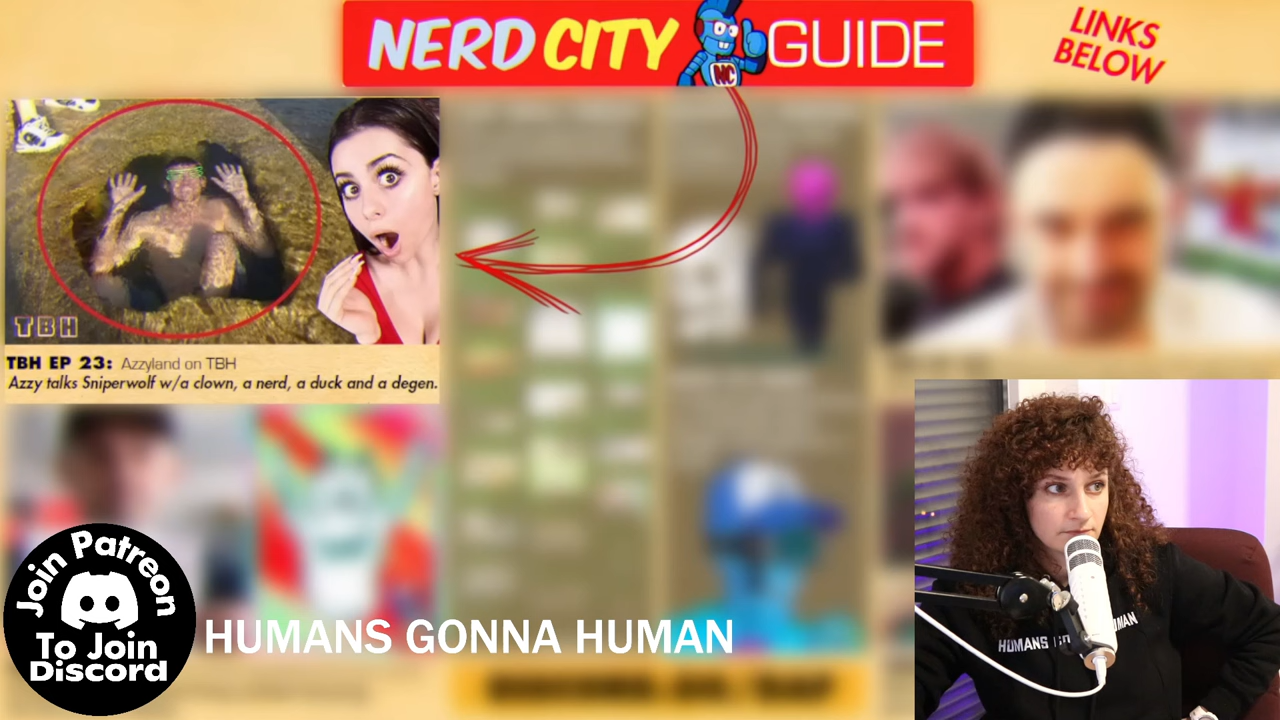 NERD CITY GUIDE
NC
LINKS
BELOW
TBH
TBH EP 23: Azzyland on TBH
Azzy talks Sniperwolf w/a clown, a nerd, a duck and a degen.
Join Patreon
To Join
Discord
HUMANS GONNA HUMAN
HUMANS